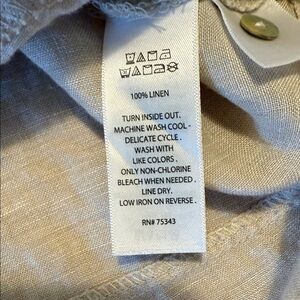 100% LINEN
TURN INSIDE OUT.
MACHINE WASH COOL -
DELICATE CYCLE.
WASH WITH
LIKE COLORS.
ONLY NON-CHLORINE
BLEACH WHEN NEEDED.
LINE DRY.
LOW IRON ON REVERSE.
RN# 75343